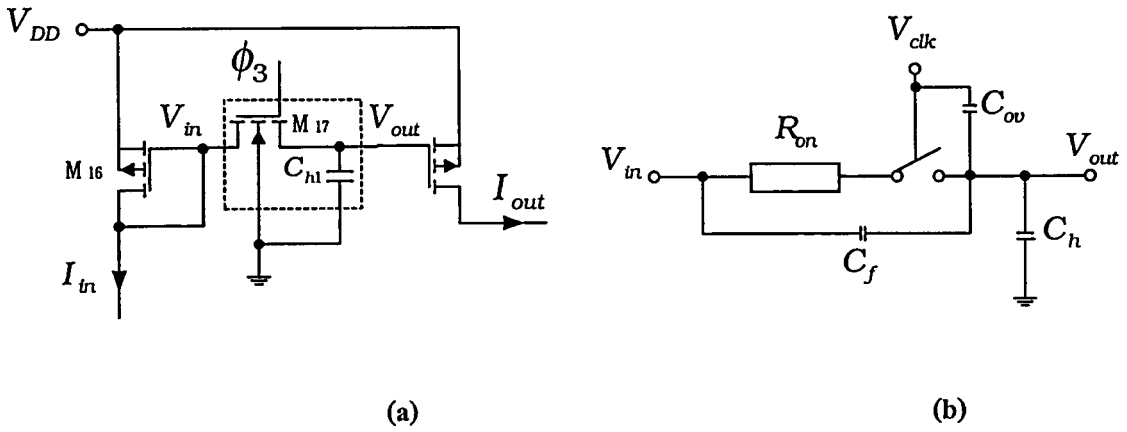 V_DD
ϕ_3
V_in
M 17
V_out
M 16
C_h1
I_out
I_in
(a)
V_clk
C_ov
R_on
V_in
V_out
C_f
C_h
(b)